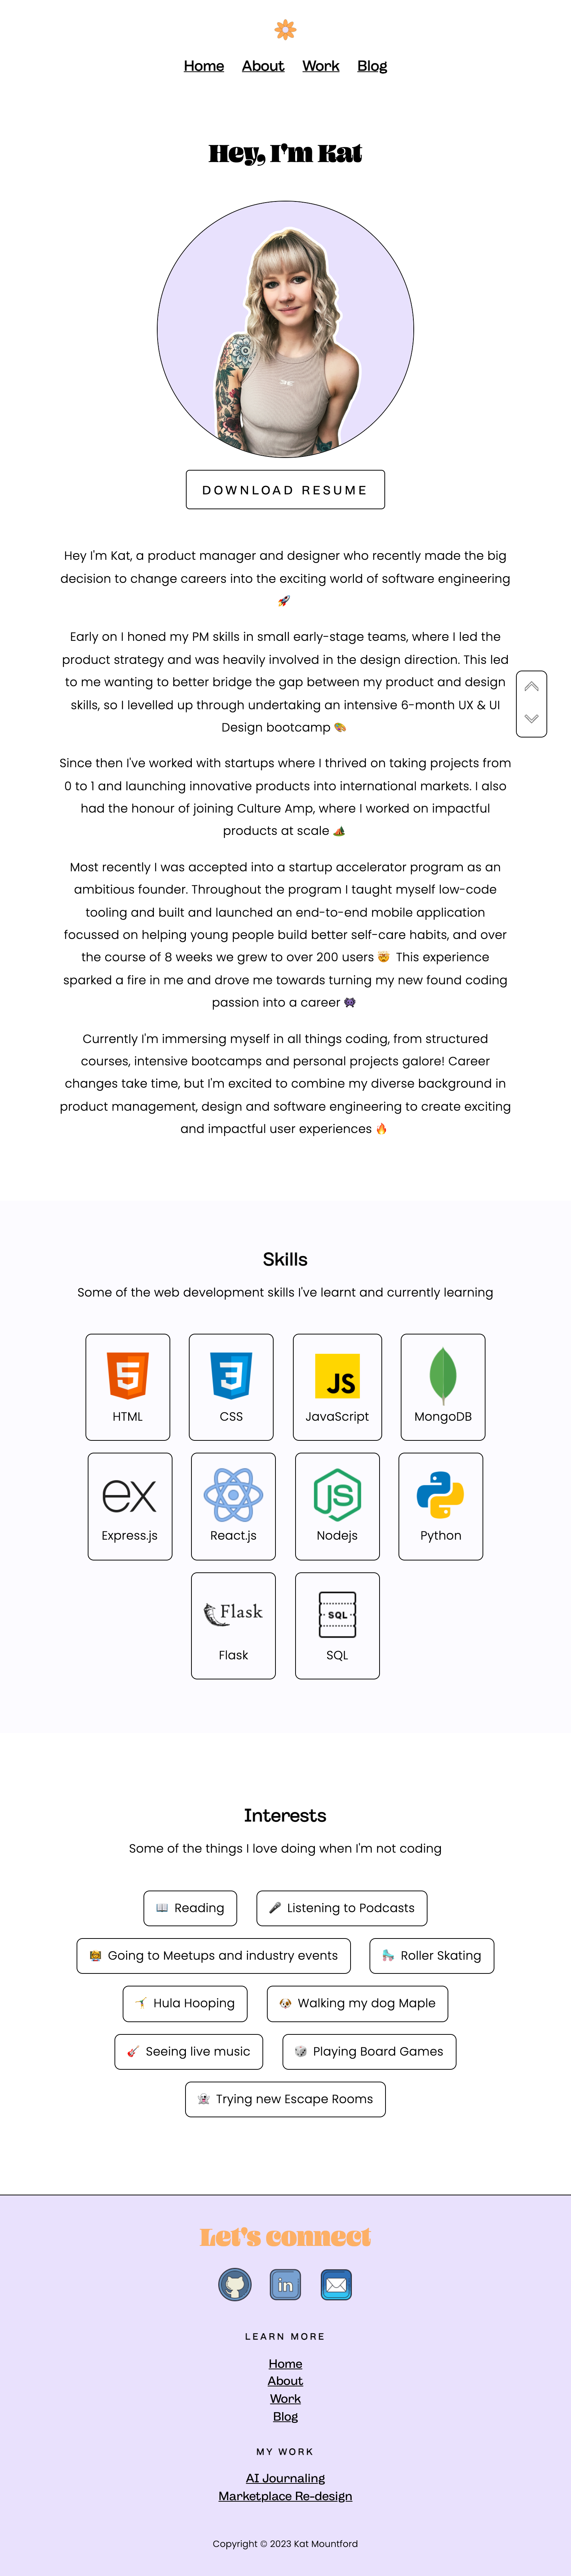 Home About Work Blog
Hey, I'm Kat
DOWNLOAD RESUME
Hey I'm Kat, a product manager and designer who recently made the big
decision to change careers into the exciting world of software engineering
🚀
Early on I honed my PM skills in small early-stage teams, where I led the
product strategy and was heavily involved in the design direction. This led
to me wanting to better bridge the gap between my product and design
skills, so I levelled up through undertaking an intensive 6-month UX & UI
Design bootcamp 🎨
Since then I've worked with startups where I thrived on taking projects from
0 to 1 and launching innovative products into international markets. I also
had the honour of joining Culture Amp, where I worked on impactful
products at scale 🏕️
Most recently I was accepted into a startup accelerator program as an
ambitious founder. Throughout the program I taught myself low-code
tooling and built and launched an end-to-end mobile application
focussed on helping young people build better self-care habits, and over
the course of 8 weeks we grew to over 200 users 🤯 This experience
sparked a fire in me and drove me towards turning my new found coding
passion into a career 👾
Currently I'm immersing myself in all things coding, from structured
courses, intensive bootcamps and personal projects galore! Career
changes take time, but I'm excited to combine my diverse background in
product management, design and software engineering to create exciting
and impactful user experiences 🔥
Skills
Some of the web development skills I've learnt and currently learning
5 3 JS
HTML CSS JavaScript MongoDB
ex JS
Express.js React.js Nodejs Python
Flask SQL
Flask SQL
Interests
Some of the things I love doing when I'm not coding
📖 Reading 🎤 Listening to Podcasts
👯 Going to Meetups and industry events 🛼 Roller Skating
🤸 Hula Hooping 🐶 Walking my dog Maple
🎸 Seeing live music 🎲 Playing Board Games
👻 Trying new Escape Rooms
Let's connect
in
LEARN MORE
Home
About
Work
Blog
MY WORK
AI Journaling
Marketplace Re-design
Copyright © 2023 Kat Mountford